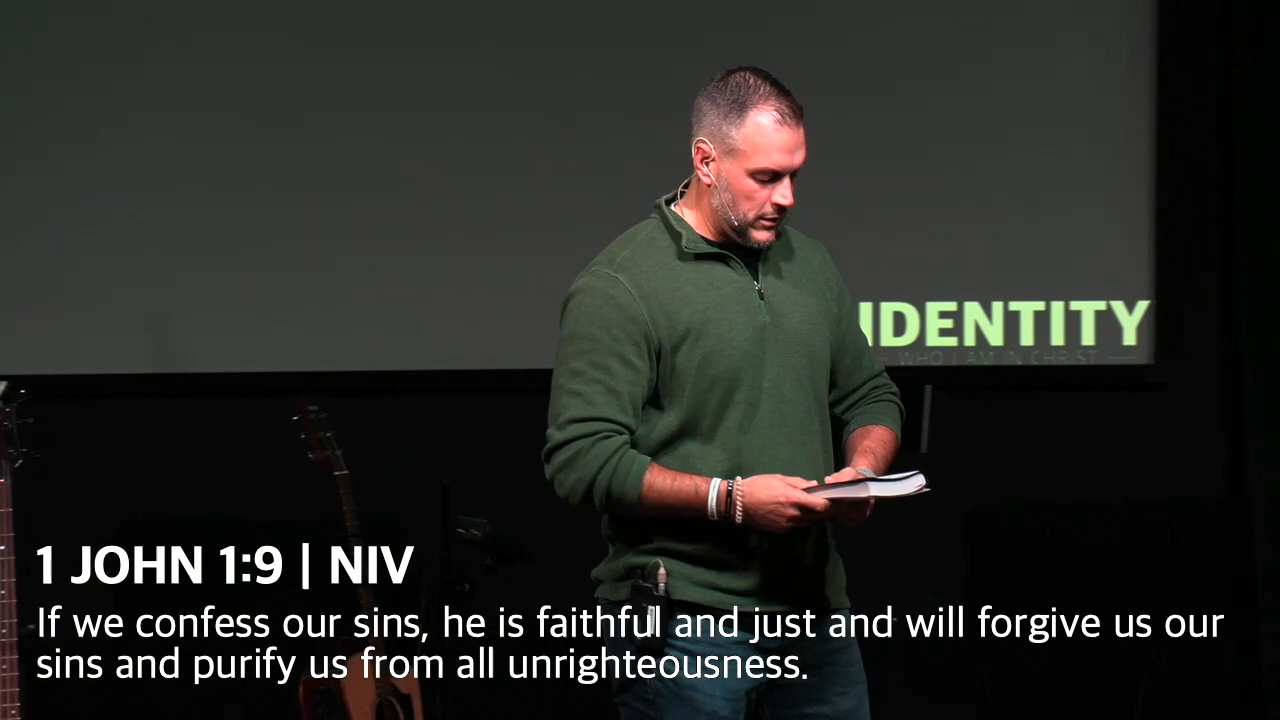 IDENTITY
WHO I AM IN CHRIST
1 JOHN 1:9 | NIV
If we confess our sins, he is faithful and just and will forgive us our
sins and purify us from all unrighteousness.